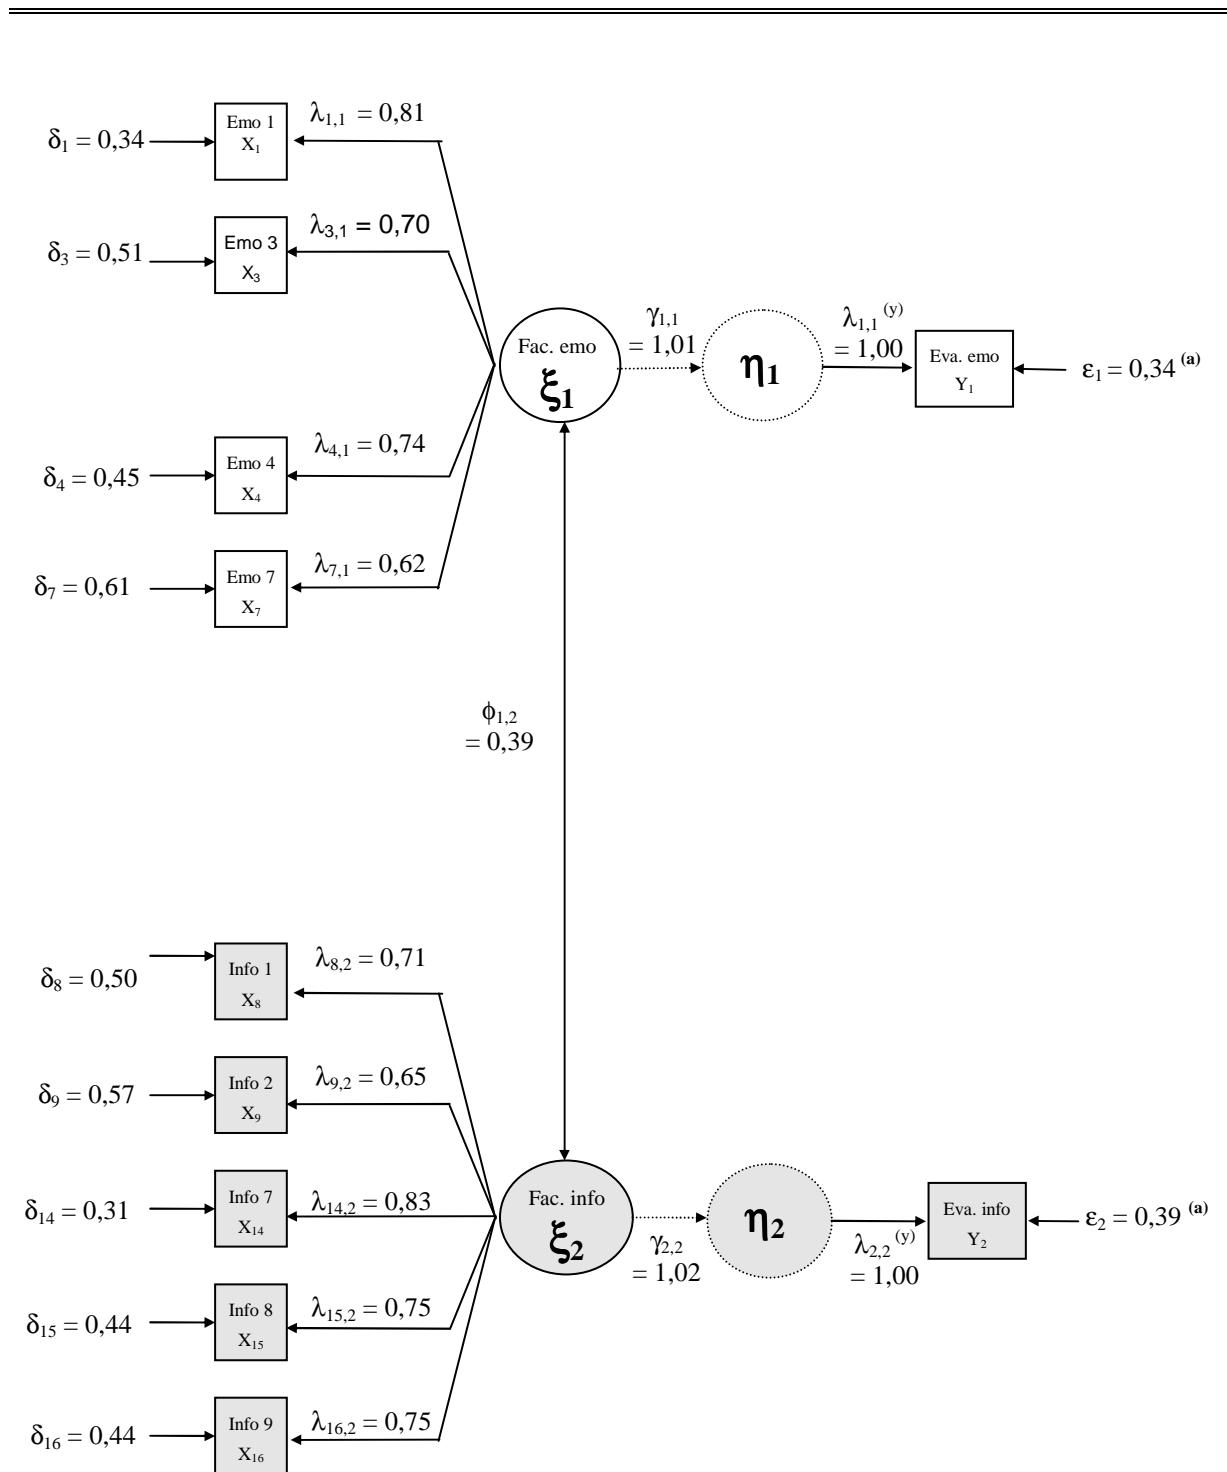 λ1,1 = 0,81
Emo 1
δ1 = 0,34
X1
λ3,1 = 0,70
Emo 3
δ3 = 0,51
X3
γ1,1
= 1,01
λ1,1 (y)
= 1,00
Fac. emo
ξ1
η1
Eva. emo
Y1
ε1 = 0,34 (a)
λ4,1 = 0,74
Emo 4
δ4 = 0,45
X4
λ7,1 = 0,62
Emo 7
δ7 = 0,61
X7
ϕ1,2
= 0,39
λ8,2 = 0,71
Info 1
δ8 = 0,50
X8
λ9,2 = 0,65
Info 2
δ9 = 0,57
X9
λ14,2 = 0,83
Info 7
δ14 = 0,31
X14
Fac. info
ξ2
γ2,2
= 1,02
η2
λ2,2 (y)
= 1,00
Eva. info
Y2
ε2 = 0,39 (a)
λ15,2 = 0,75
Info 8
δ15 = 0,44
X15
λ16,2 = 0,75
Info 9
δ16 = 0,44
X16